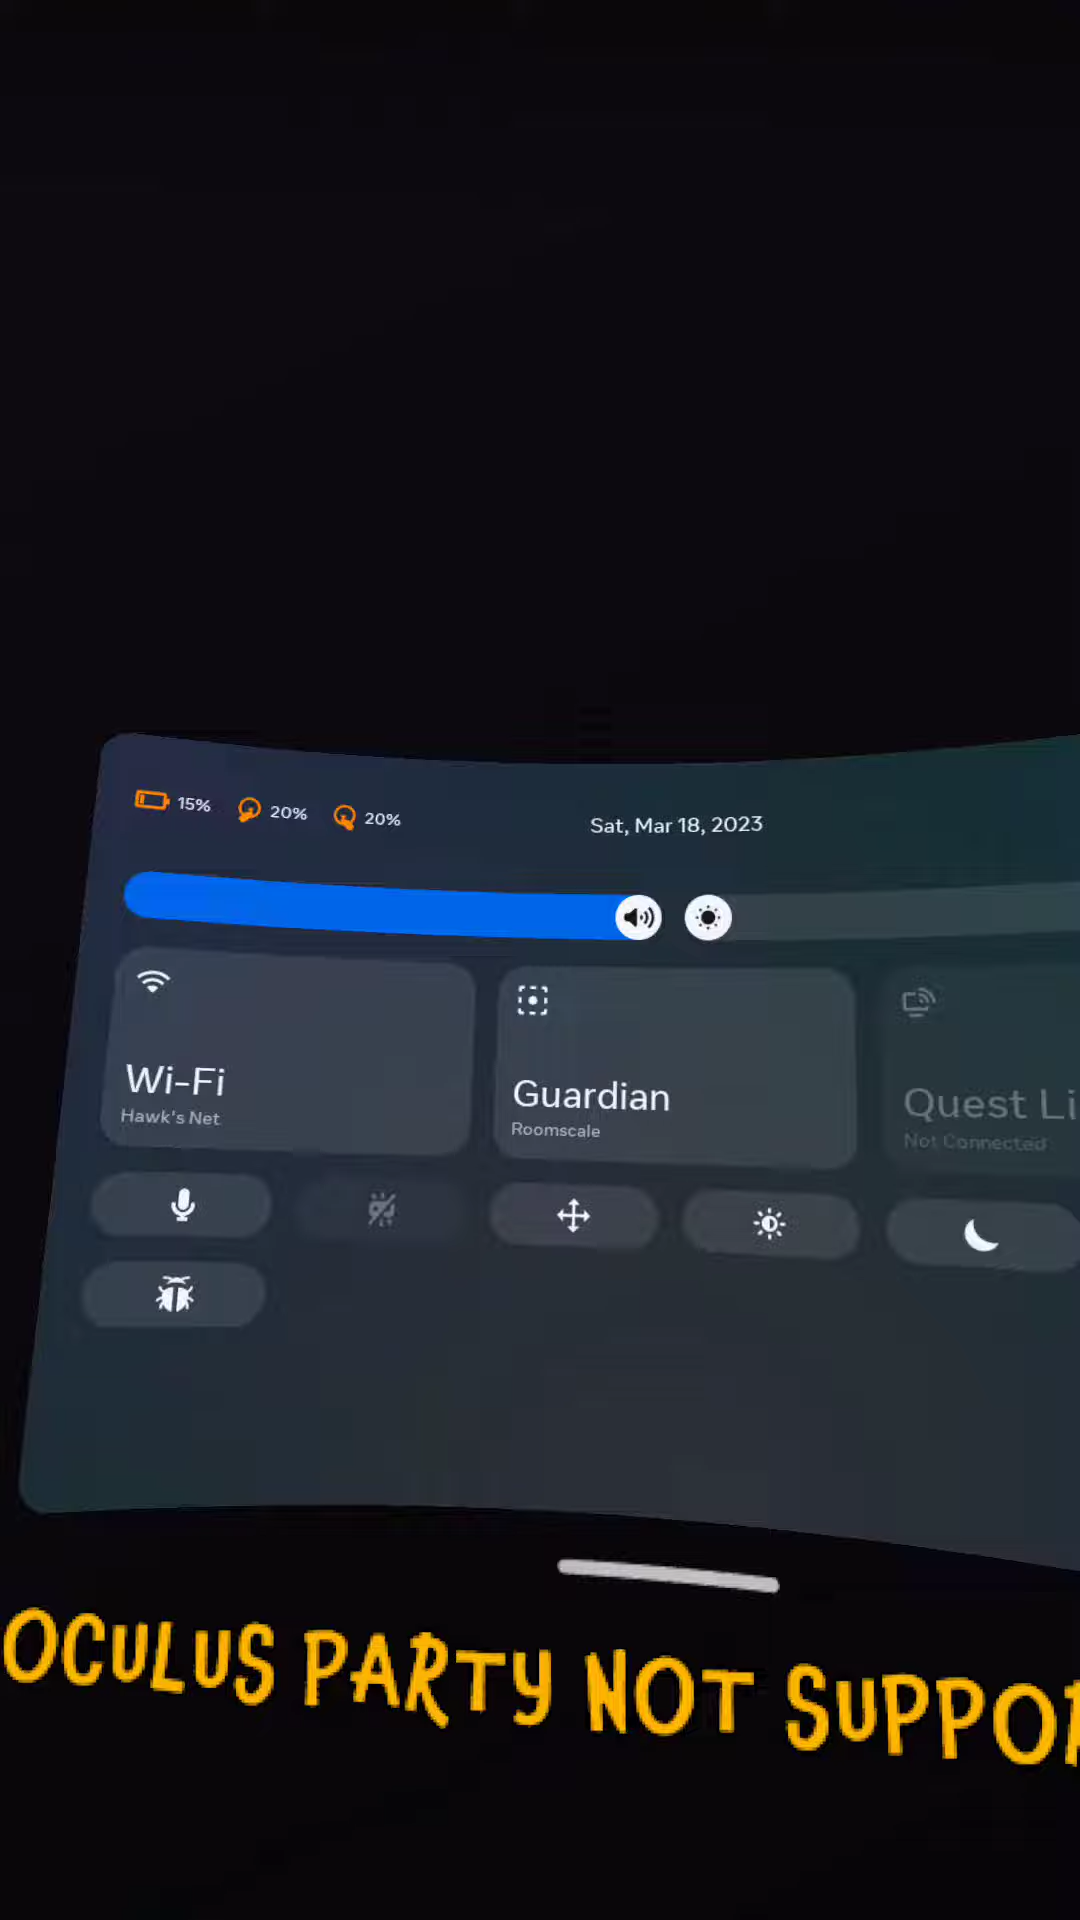 15% 20% 20% Sat, Mar 18, 2023
Wi-Fi
Hawk's Net
Guardian
Roomscale
Quest Li
Not Connected
OCULUS PARTY NOT SUPPO